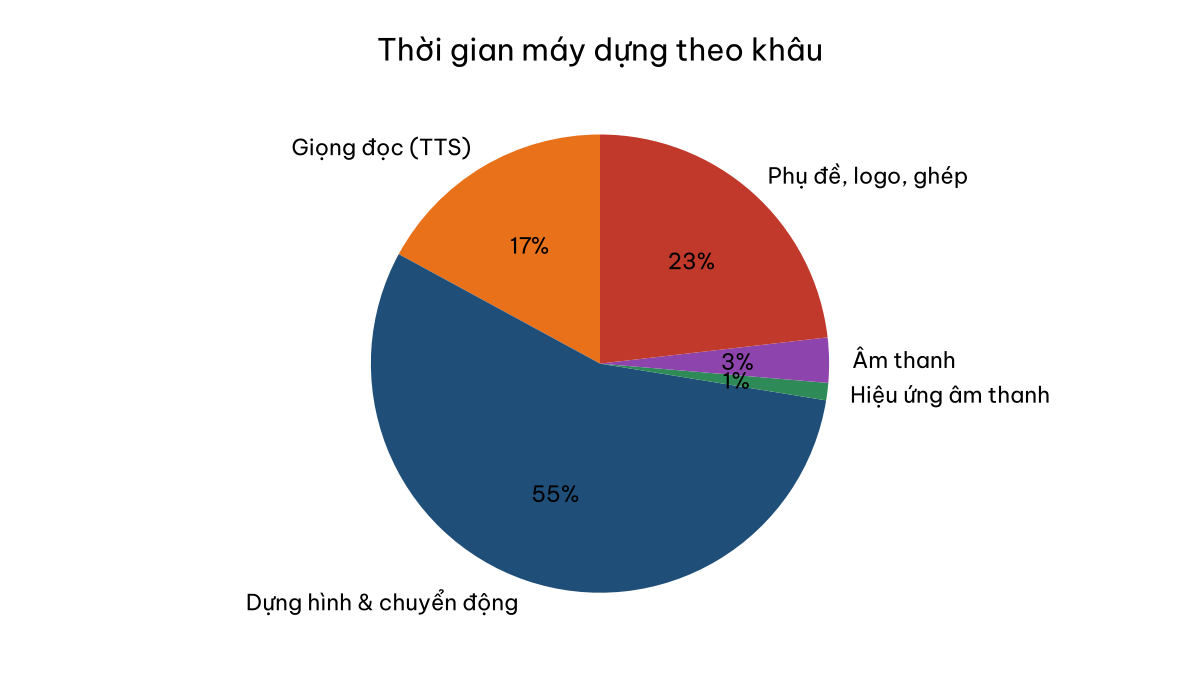 Thời gian máy dựng theo khâu
Giọng đọc (TTS)
Phụ đề, logo, ghép
17%
23%
3%
Âm thanh
1%
Hiệu ứng âm thanh
55%
Dựng hình & chuyển động